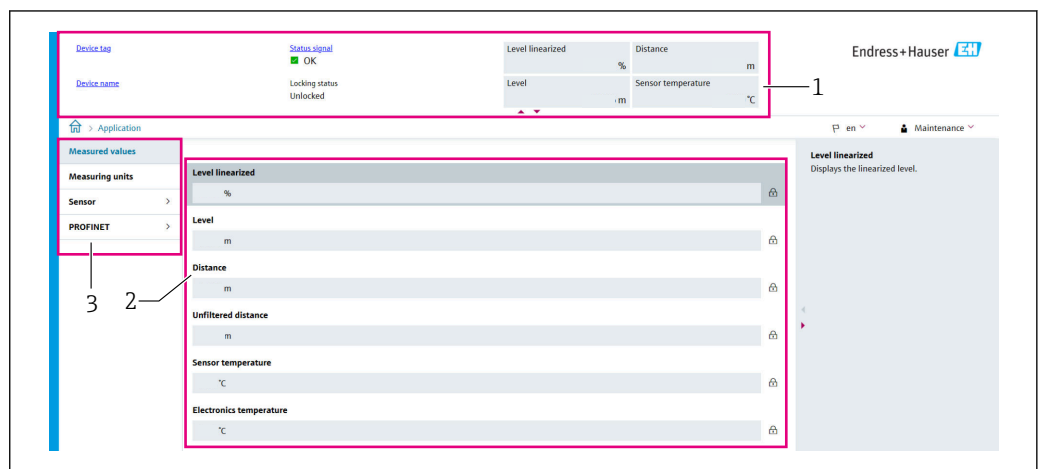 Device tag
Status signal
OK
Level linearized
%
Distance
m
Endress+Hauser EH
Device name
Locking status
Unlocked
Level
m
Sensor temperature
°C
1
> Application
en
Maintenance
Measured values
Measuring units
Sensor >
PROFINET >
3
2
Level linearized
%
Level
m
Distance
m
Unfiltered distance
m
Sensor temperature
°C
Electronics temperature
°C
Level linearized
Displays the linearized level.